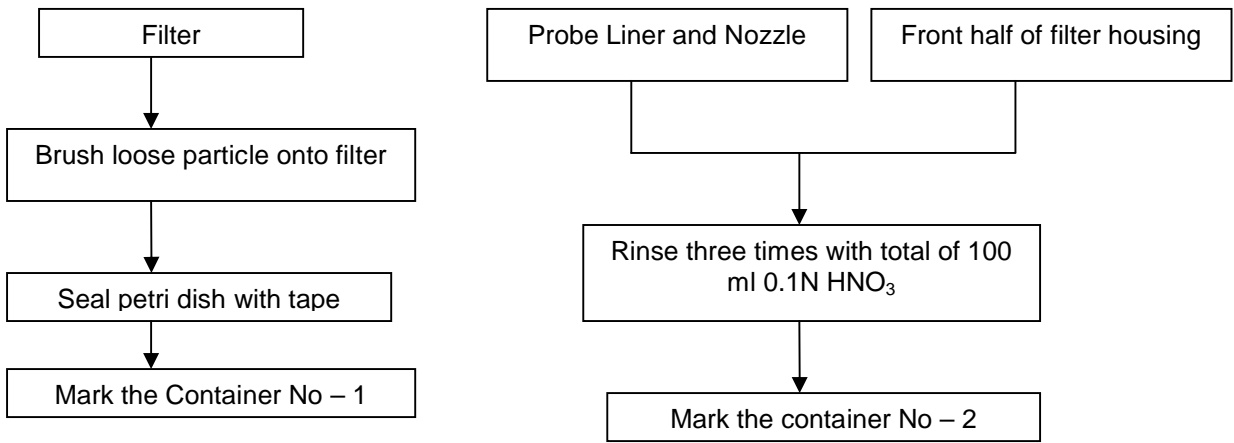 Filter
Brush loose particle onto filter
Seal petri dish with tape
Mark the Container No – 1
Probe Liner and Nozzle
Front half of filter housing
Rinse three times with total of 100
ml 0.1N HNO₃
Mark the container No – 2